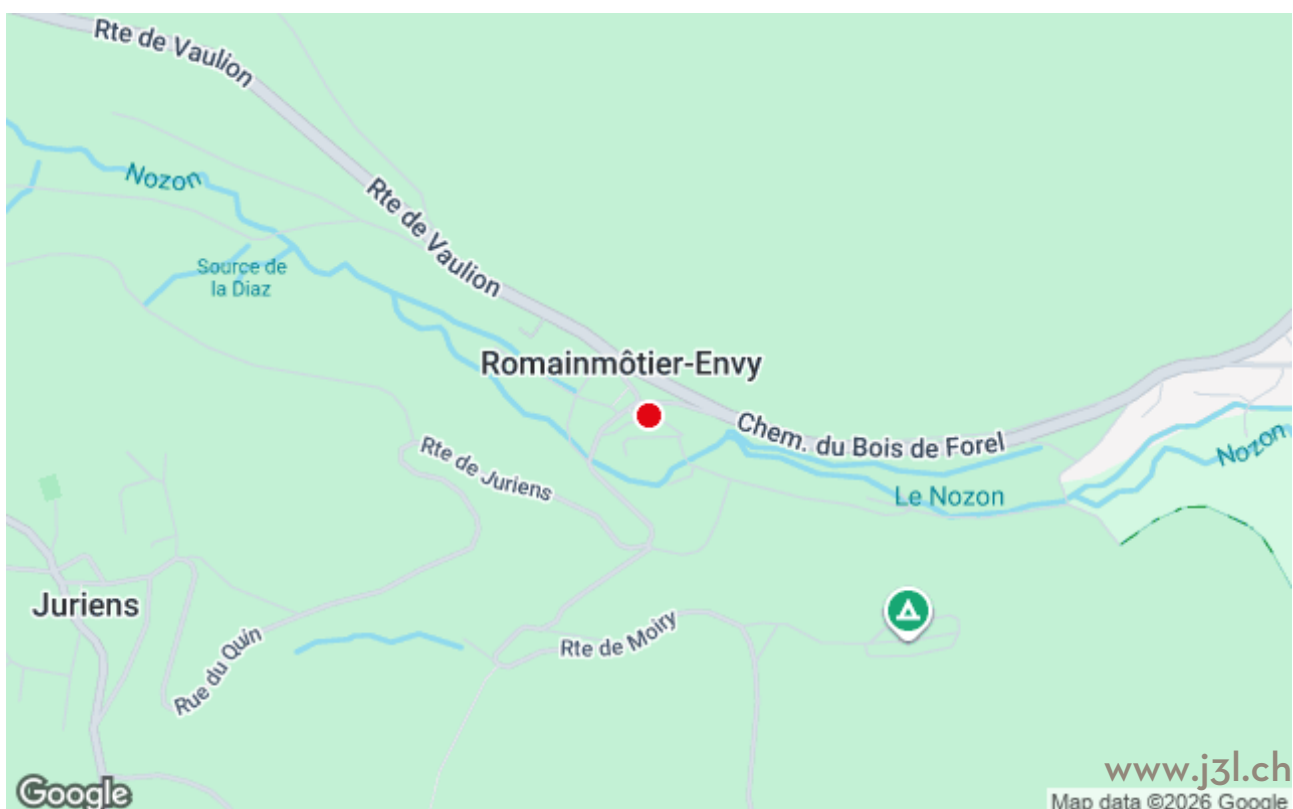 Rte de Vaulion
Nozon
Rte de Vaulion
Source de
la Diaz
Romainmôtier-Envy
Chem. du Bois de Forel
Nozon
Rte de Juriens
Le Nozon
Juriens
Rte de Moiry
Rue du Quin
www.j3l.ch
Google
Map data ©2026 Google